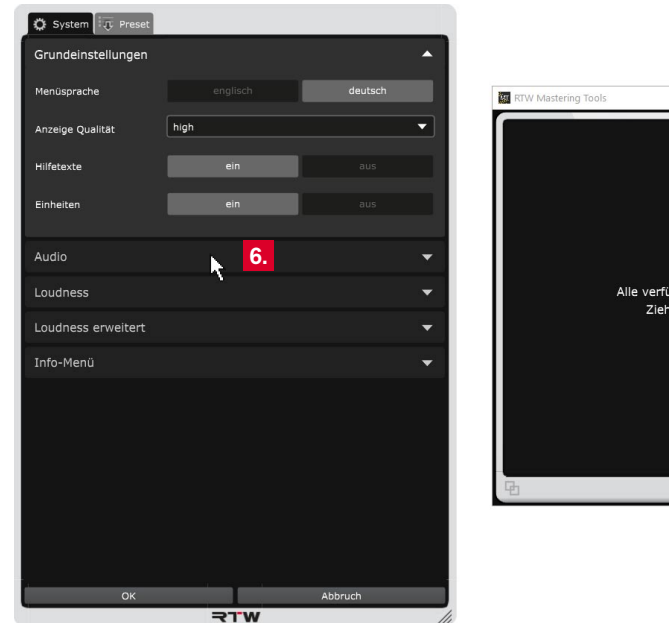 System Preset
Grundeinstellungen
Menüsprache englisch deutsch
Anzeige Qualität high
Hilfetexte ein aus
Einheiten ein aus
Audio 6.
Loudness
Loudness erweitert
Info-Menü
OK Abbruch
RTW
RTW Mastering Tools
Alle verfü
Zieh